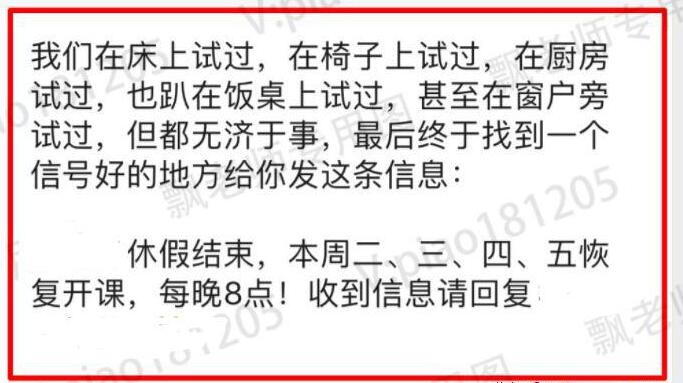 我们在床上试过，在椅子上试过，在厨房
试过，也趴在饭桌上试过，甚至在窗户旁
试过，但都无济于事，最后终于找到一个
信号好的地方给你发这条信息：
休假结束，本周二、三、四、五恢
复开课，每晚8点！收到信息请回复
V:piao181205
飘老师专用图